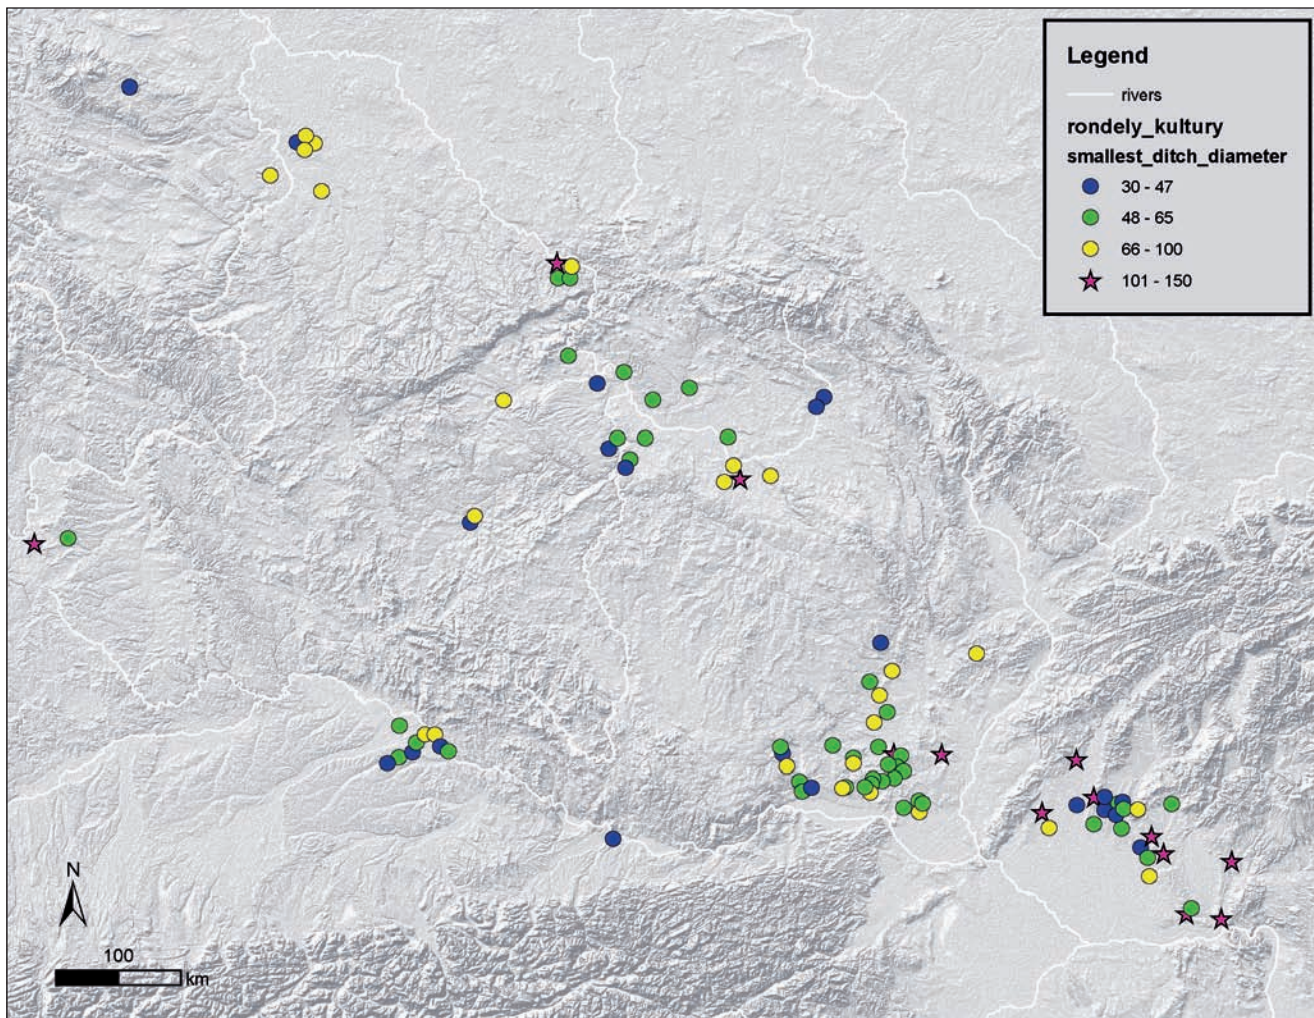 Legend
rivers
rondely_kultury
smallest_ditch_diameter
30 - 47
48 - 65
66 - 100
101 - 150
N
100
km